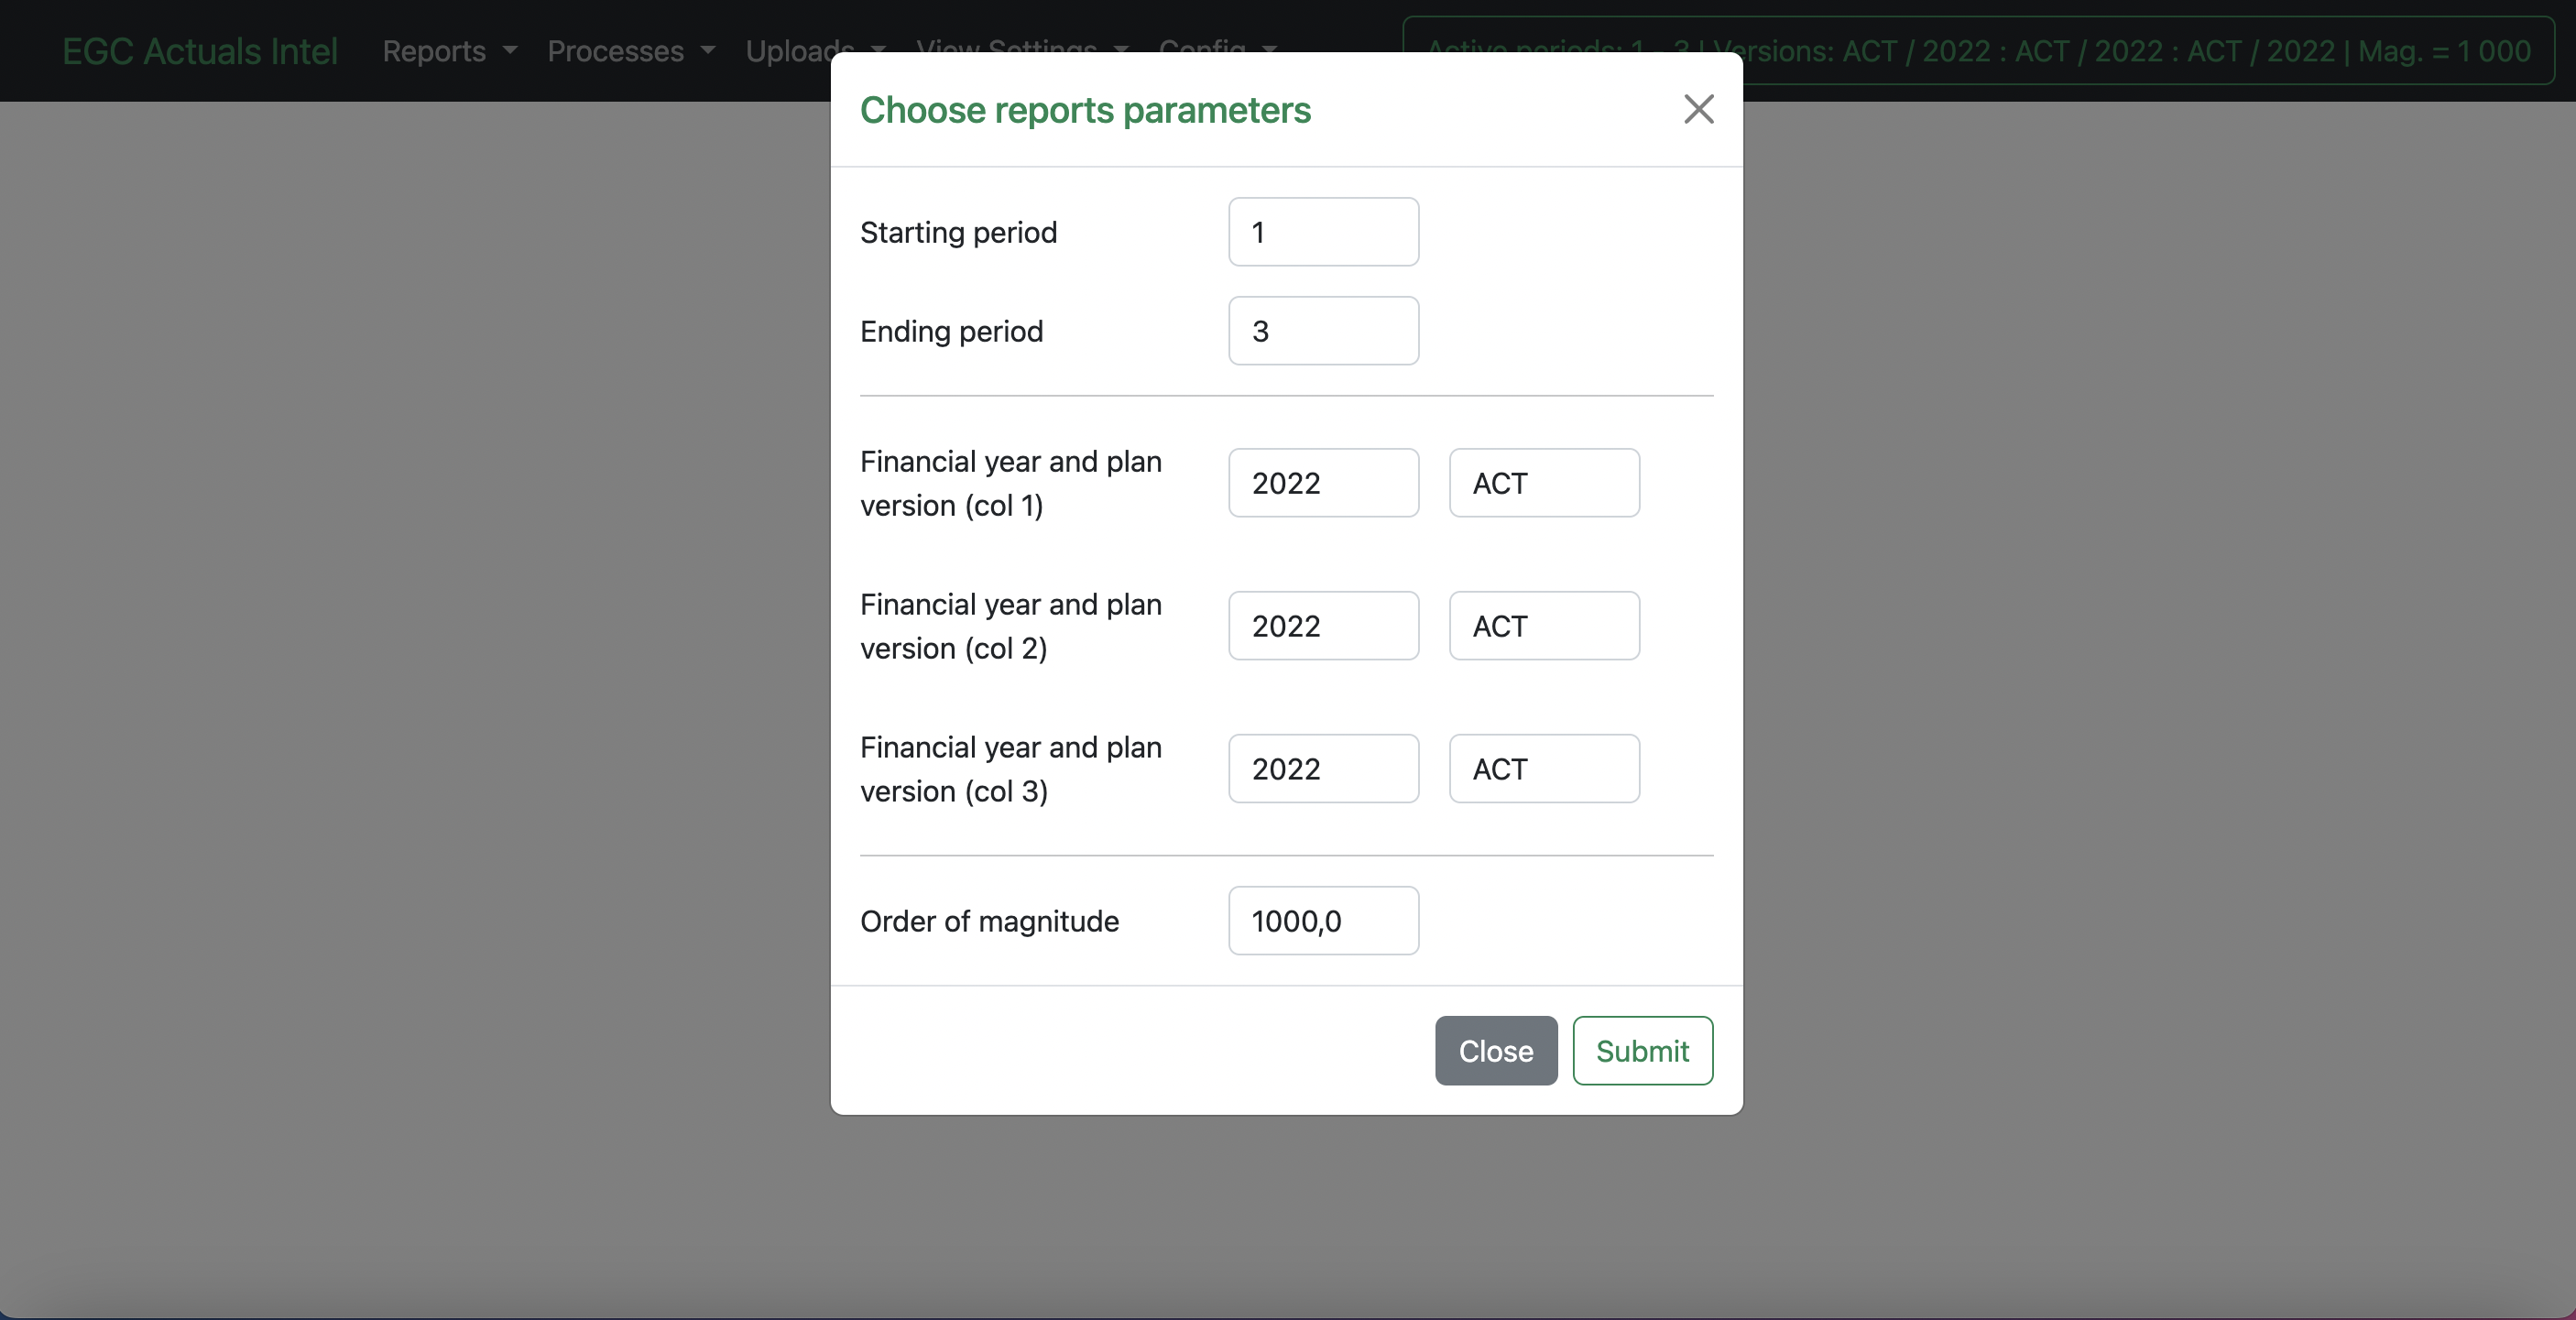 EGC Actuals Intel Reports Processes Uploads View Settings Config Active periods: 1 - 3 | Versions: ACT / 2022 : ACT / 2022 : ACT / 2022 | Mag. = 1 000
Choose reports parameters
Starting period 1
Ending period 3
Financial year and plan
version (col 1)
2022 ACT
Financial year and plan
version (col 2)
2022 ACT
Financial year and plan
version (col 3)
2022 ACT
Order of magnitude 1000,0
Close Submit